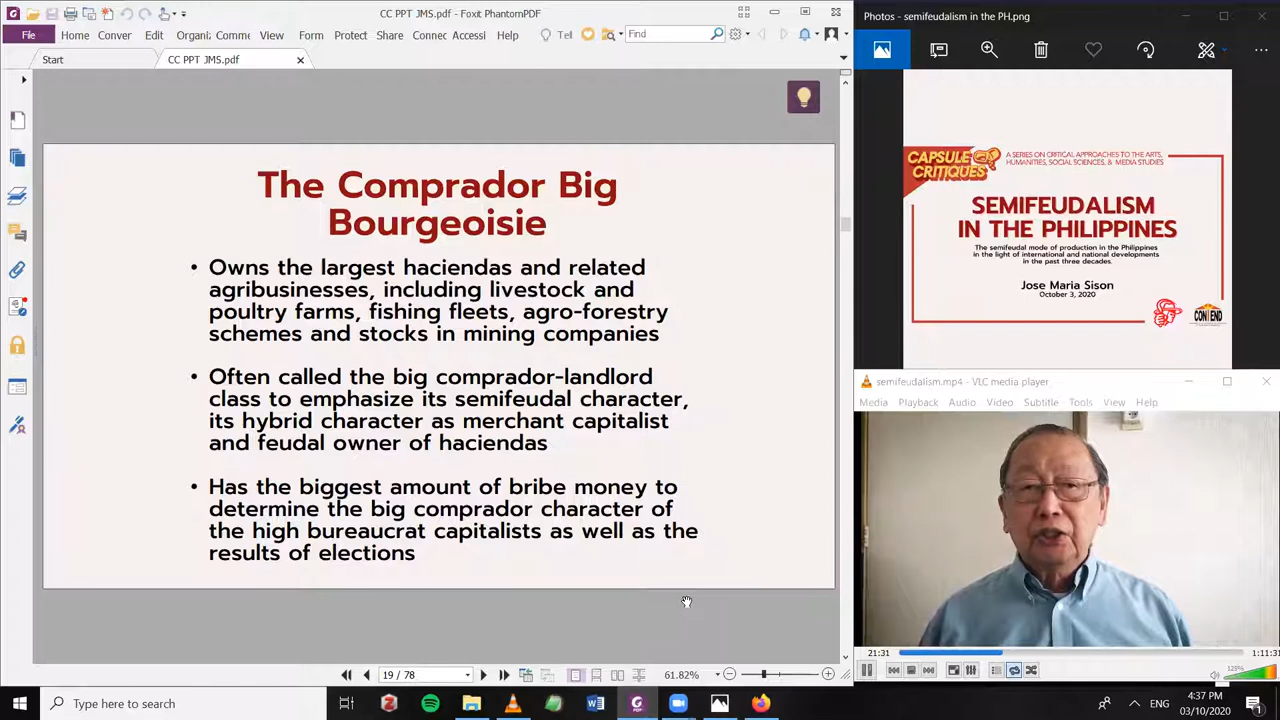 CC PPT JMS.pdf - Foxit PhantomPDF
File Home Conver Edit Organi: Comme View Form Protect Share Connec Accessi Help Tell Find
Start CC PPT JMS.pdf
The Comprador Big
Bourgeoisie
• Owns the largest haciendas and related
agribusinesses, including livestock and
poultry farms, fishing fleets, agro-forestry
schemes and stocks in mining companies
• Often called the big comprador-landlord
class to emphasize its semifeudal character,
its hybrid character as merchant capitalist
and feudal owner of haciendas
• Has the biggest amount of bribe money to
determine the big comprador character of
the high bureaucrat capitalists as well as the
results of elections
19 / 78 61.82%
Photos - semifeudalism in the PH.png
CAPSULE
CRITIQUES
A SERIES ON CRITICAL APPROACHES TO THE ARTS,
HUMANITIES, SOCIAL SCIENCES, & MEDIA STUDIES
SEMIFEUDALISM
IN THE PHILIPPINES
The semifeudal mode of production in the Philippines
in the light of international and national developments
in the past three decades.
Jose Maria Sison
October 3, 2020
CONTEND
semifeudalism.mp4 - VLC media player
Media Playback Audio Video Subtitle Tools View Help
21:31 1:11:31
125%
Type here to search
ENG
4:37 PM
03/10/2020